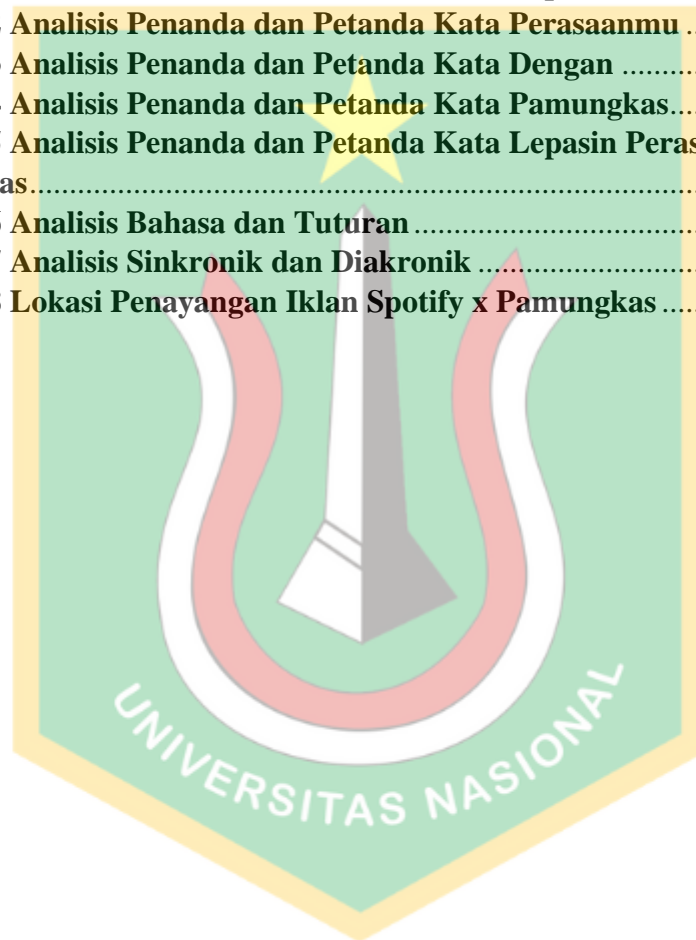 Analisis Penanda dan Petanda Kata Perasaanmu ..
Analisis Penanda dan Petanda Kata Dengan ..........
Analisis Penanda dan Petanda Kata Pamungkas....
Analisis Penanda dan Petanda Kata Lepasin Peras
as..........................................................................
Analisis Bahasa dan Tuturan ................................
Analisis Sinkronik dan Diakronik .........................
Lokasi Penayangan Iklan Spotify x Pamungkas .....
UNIVERSITAS NASIONAL